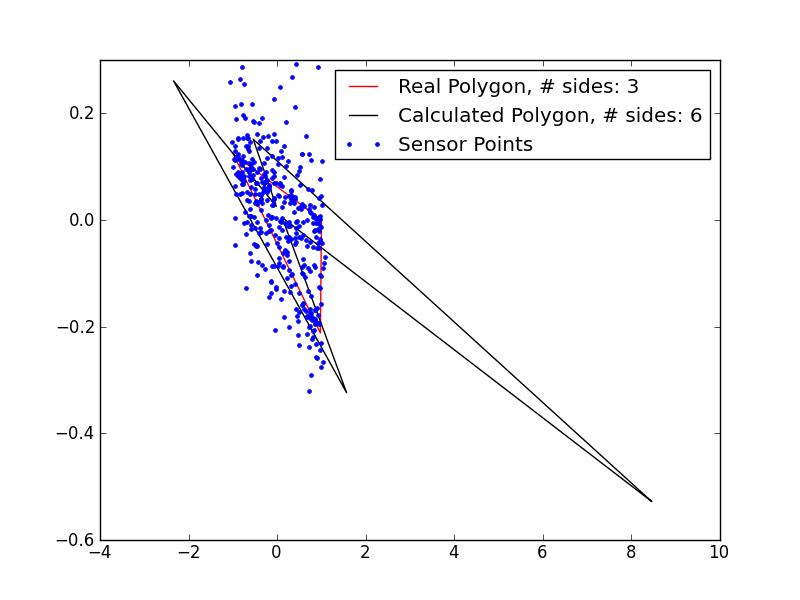 Real Polygon, # sides: 3
Calculated Polygon, # sides: 6
Sensor Points
0.2
0.0
−0.2
−0.4
−0.6
−4 −2 0 2 4 6 8 10